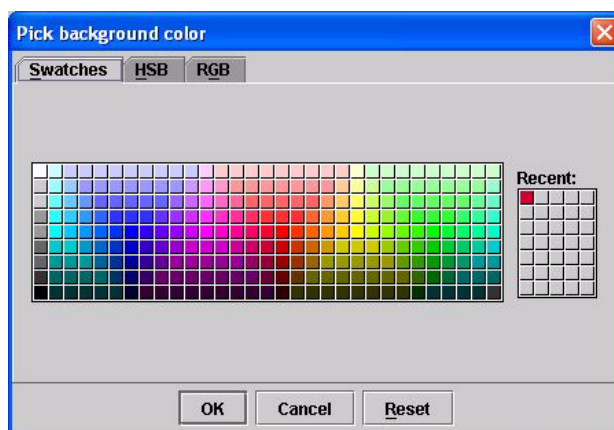 Pick background color
Swatches HSB RGB
Recent:
OK Cancel Reset